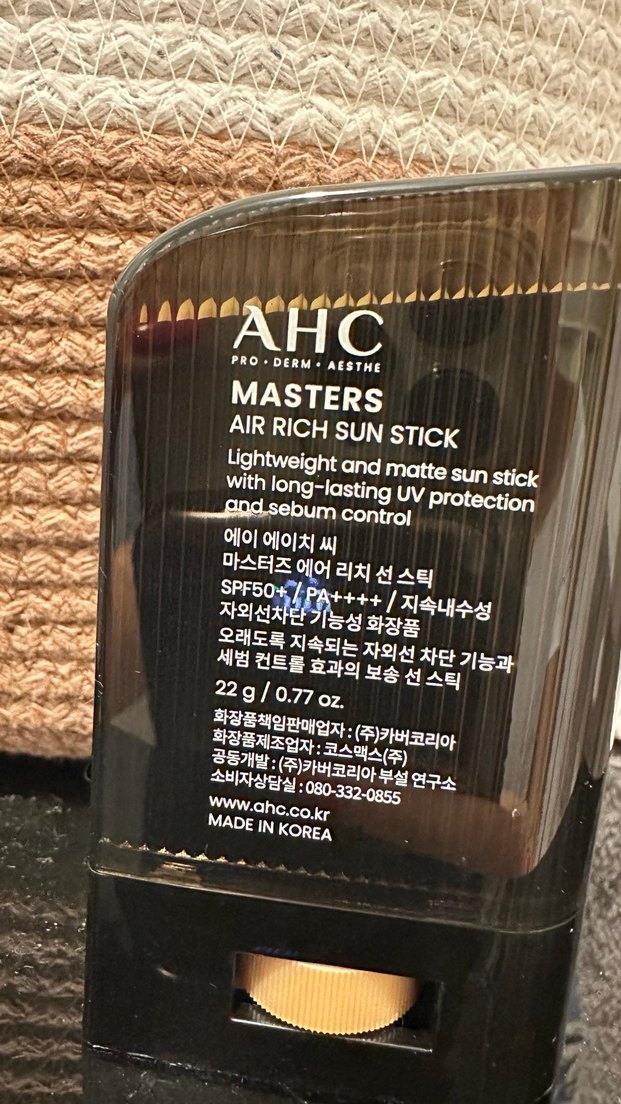 AHC
PRO • DERM • AESTHE
MASTERS
AIR RICH SUN STICK
Lightweight and matte sun stick
with long-lasting UV protection
and sebum control
에이 에이치 씨
마스터즈 에어 리치 선 스틱
SPF50+ / PA++++ / 지속내수성
자외선차단 기능성 화장품
오래도록 지속되는 자외선 차단 기능과
세범 컨트롤 효과의 보송 선 스틱
22 g / 0.77 oz.
화장품책임판매업자 : (주)카버코리아
화장품제조업자 : 코스맥스(주)
공동개발 : (주)카버코리아 부설 연구소
소비자상담실 : 080-332-0855
www.ahc.co.kr
MADE IN KOREA